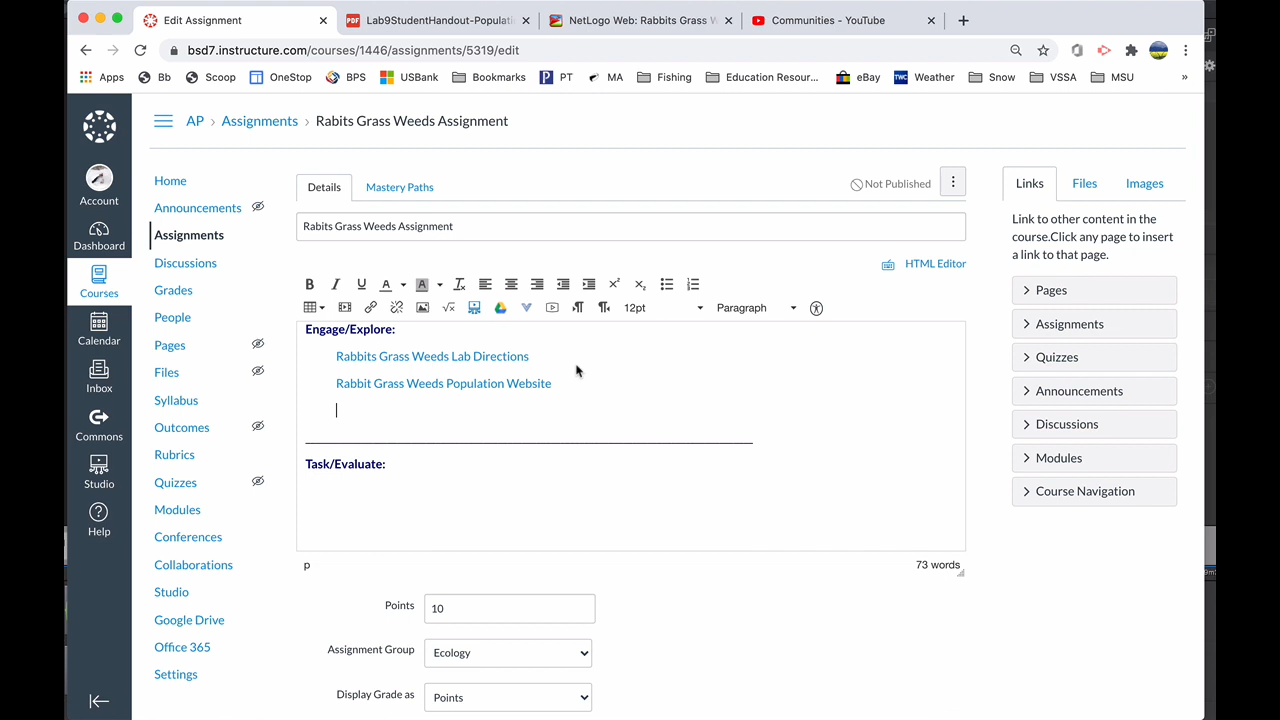 Edit Assignment
Lab9StudentHandout-Populati
NetLogo Web: Rabbits Grass W
Communities - YouTube
bsd7.instructure.com/courses/1446/assignments/5319/edit
Apps Bb Scoop OneStop BPS USBank Bookmarks PT MA Fishing Education Resour... eBay Weather Snow VSSA MSU »
AP > Assignments > Rabits Grass Weeds Assignment
Account
Dashboard
Courses
Calendar
Inbox
Commons
Studio
Help
Home
Announcements
Assignments
Discussions
Grades
People
Pages
Files
Syllabus
Outcomes
Rubrics
Quizzes
Modules
Conferences
Collaborations
Studio
Google Drive
Office 365
Settings
Details
Mastery Paths
Not Published
Rabits Grass Weeds Assignment
HTML Editor
12pt
Paragraph
Engage/Explore:
Rabbits Grass Weeds Lab Directions
Rabbit Grass Weeds Population Website
Task/Evaluate:
p
73 words
Points
10
Assignment Group
Ecology
Display Grade as
Points
Links
Files
Images
Link to other content in the
course.Click any page to insert
a link to that page.
Pages
Assignments
Quizzes
Announcements
Discussions
Modules
Course Navigation